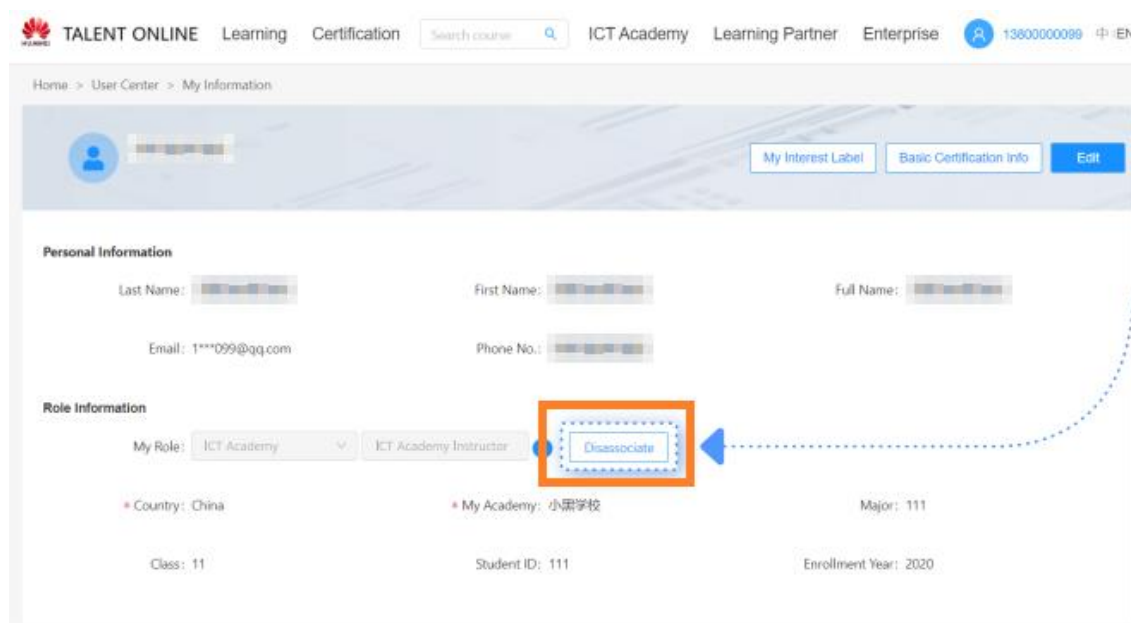 HUAWEI TALENT ONLINE Learning Certification Search course ICT Academy Learning Partner Enterprise 13800000099 中 EN
Home > User Center > My Information
My Interest Label Basic Certification Info Edit
Personal Information
Last Name: First Name: Full Name:
Email: 1***099@qq.com Phone No.:
Role Information
My Role: ICT Academy ICT Academy Instructor Disassociate
* Country: China * My Academy: 小黑学校 Major: 111
Class: 11 Student ID: 111 Enrollment Year: 2020